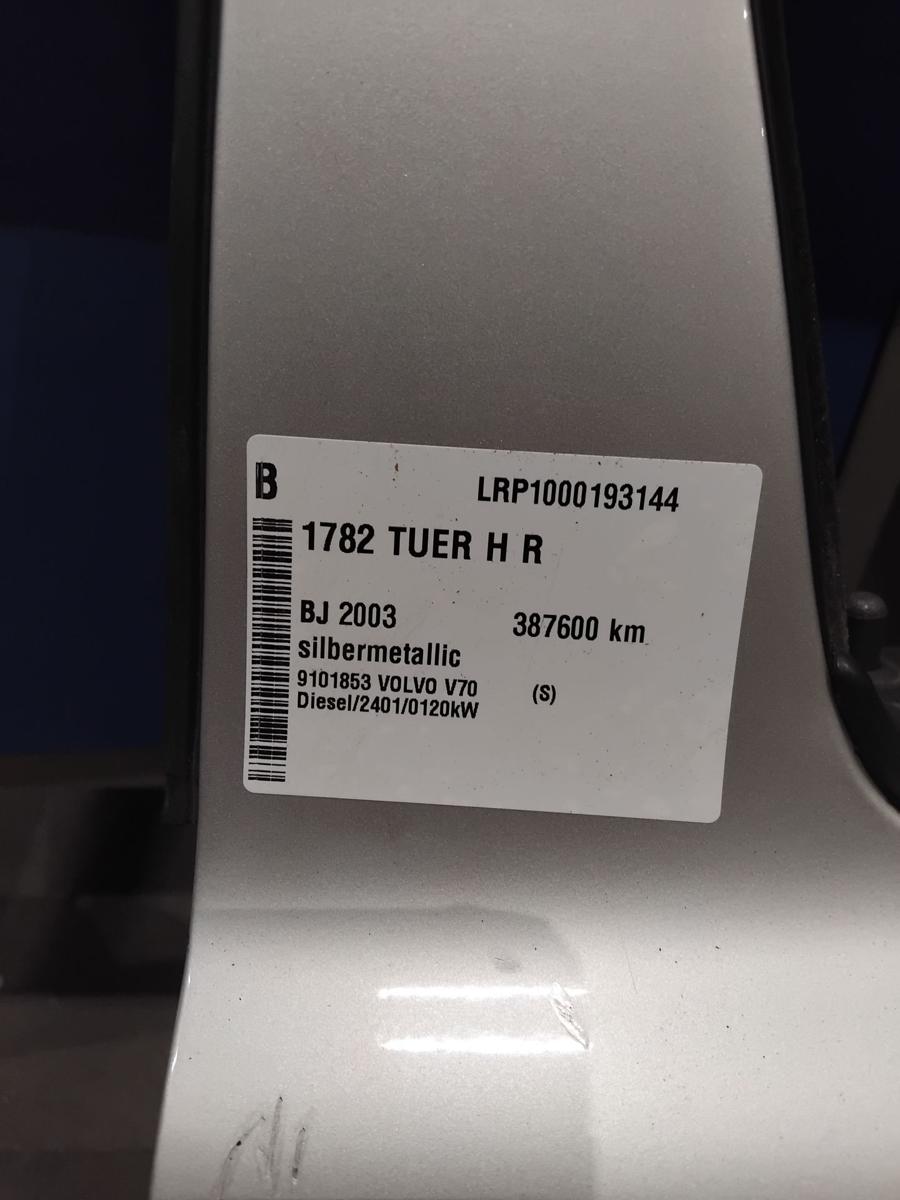 B
LRP1000193144
1782 TUER H R
BJ 2003 387600 km
silbermetallic
9101853 VOLVO V70 (S)
Diesel/2401/0120kW